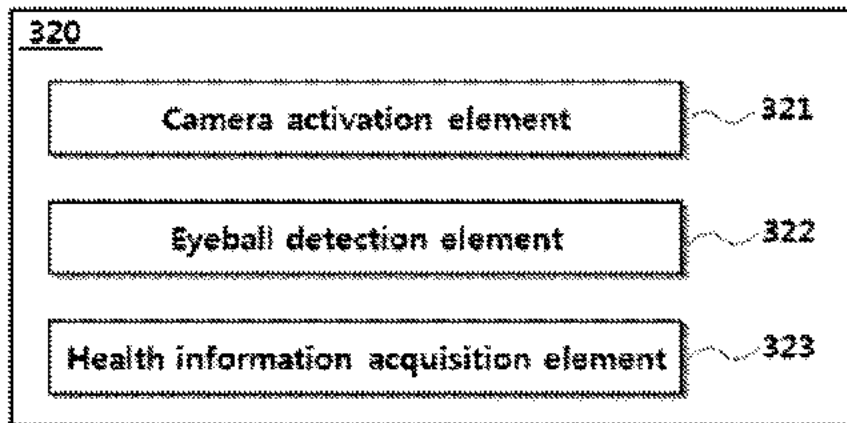 320
Camera activation element 321
Eyeball detection element 322
Health information acquisition element 323